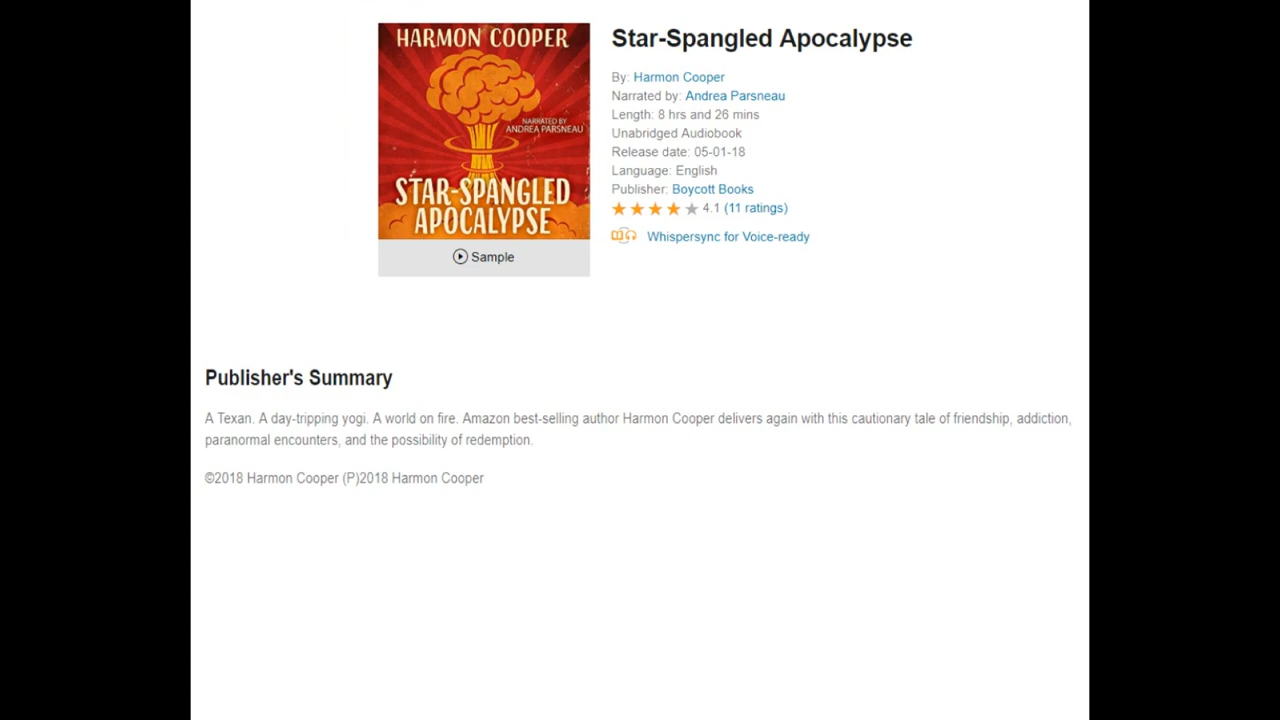 HARMON COOPER
NARRATED BY
ANDREA PARSNEAU
STAR-SPANGLED
APOCALYPSE
Sample
Star-Spangled Apocalypse
By: Harmon Cooper
Narrated by: Andrea Parsneau
Length: 8 hrs and 26 mins
Unabridged Audiobook
Release date: 05-01-18
Language: English
Publisher: Boycott Books
4.1 (11 ratings)
Whispersync for Voice-ready
Publisher's Summary
A Texan. A day-tripping yogi. A world on fire. Amazon best-selling author Harmon Cooper delivers again with this cautionary tale of friendship, addiction,
paranormal encounters, and the possibility of redemption.
©2018 Harmon Cooper (P)2018 Harmon Cooper